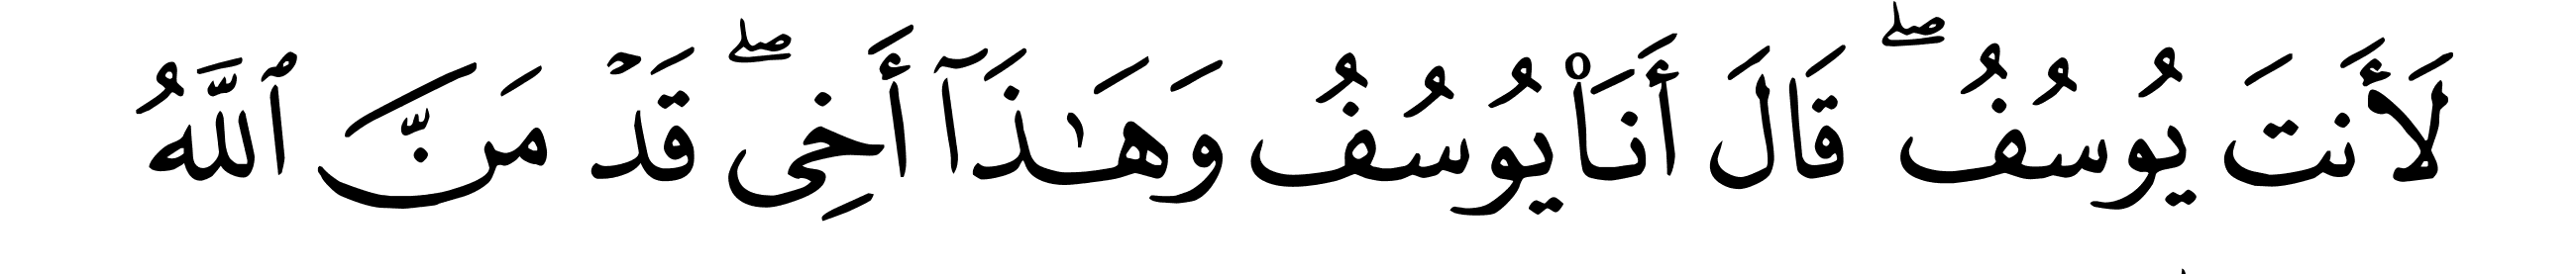 لَأَنتَ يُوسُفُ ۖ قَالَ أَنَا۠ يُوسُفُ وَهَـٰذَآ أَخِى ۖ قَدْ مَنَّ ٱللَّهُ